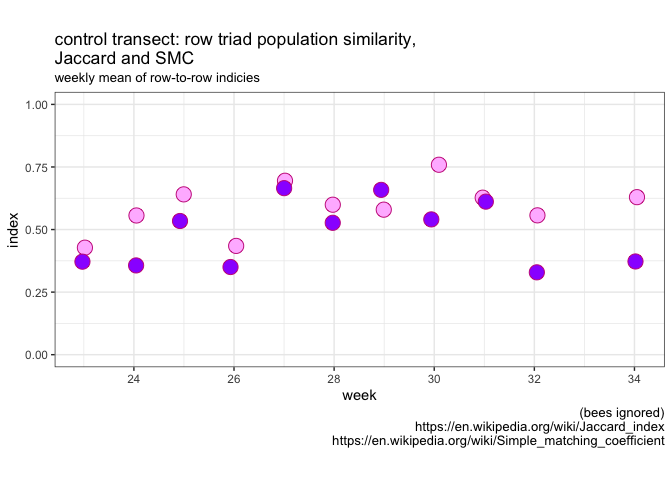 control transect: row triad population similarity,
Jaccard and SMC
weekly mean of row-to-row indicies
1.00
0.75
0.50
0.25
0.00
index
24 26 28 30 32 34
week
(bees ignored)
https://en.wikipedia.org/wiki/Jaccard_index
https://en.wikipedia.org/wiki/Simple_matching_coefficient